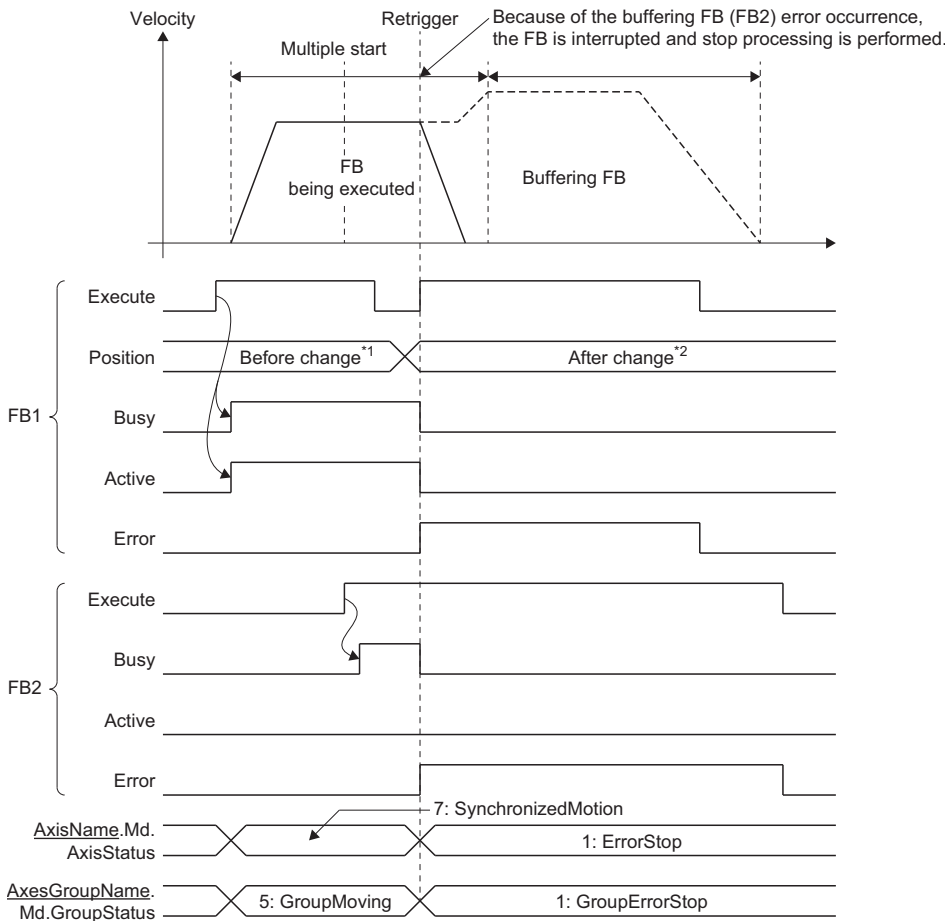 Velocity
Retrigger
Because of the buffering FB (FB2) error occurrence,
the FB is interrupted and stop processing is performed.
Multiple start
FB
being executed
Buffering FB
FB1
Execute
Position
Before change*1
After change*2
Busy
Active
Error
FB2
Execute
Busy
Active
Error
7: SynchronizedMotion
AxisName.Md.
AxisStatus
1: ErrorStop
AxesGroupName.
Md.GroupStatus
5: GroupMoving
1: GroupErrorStop